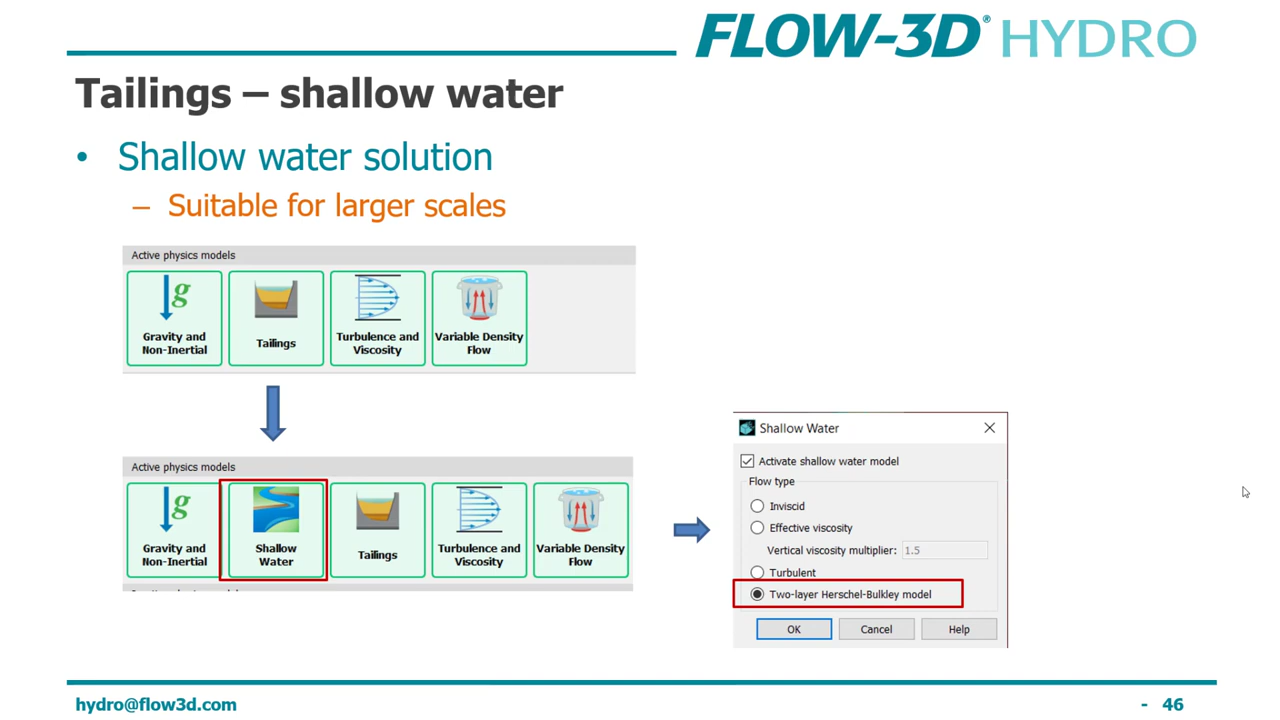 FLOW-3D® HYDRO
Tailings – shallow water
• Shallow water solution
– Suitable for larger scales
Active physics models
g
Gravity and
Non-Inertial
Tailings
Turbulence and
Viscosity
Variable Density
Flow
Active physics models
g
Gravity and
Non-Inertial
Shallow
Water
Tailings
Turbulence and
Viscosity
Variable Density
Flow
Shallow Water
Activate shallow water model
Flow type
Inviscid
Effective viscosity
Vertical viscosity multiplier: 1.5
Turbulent
Two-layer Herschel-Bulkley model
OK Cancel Help
hydro@flow3d.com
- 46